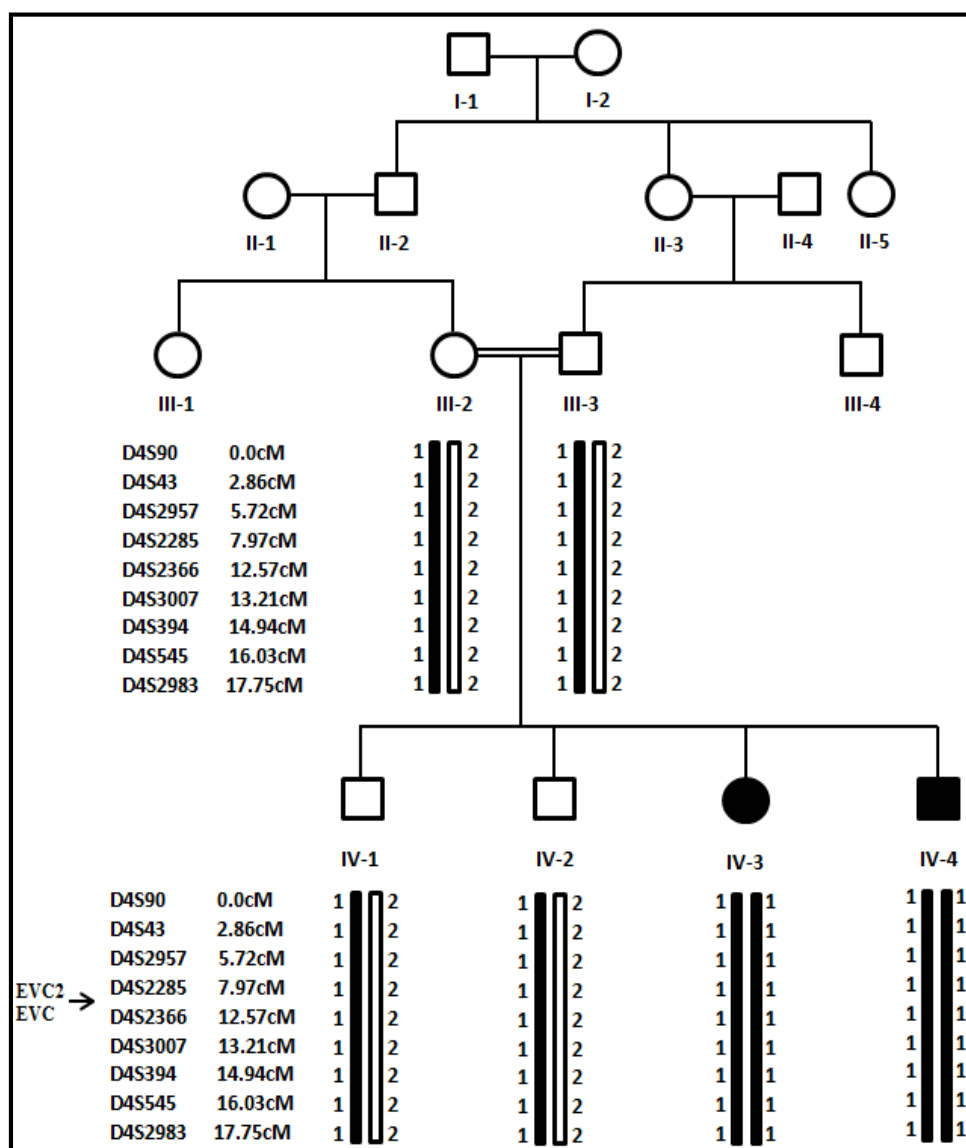 I-1 I-2
II-1 II-2 II-3 II-4 II-5
III-1 III-2 III-3 III-4
D4S90 0.0cM 1 2 1 2
D4S43 2.86cM 1 2 1 2
D4S2957 5.72cM 1 2 1 2
D4S2285 7.97cM 1 2 1 2
D4S2366 12.57cM 1 2 1 2
D4S3007 13.21cM 1 2 1 2
D4S394 14.94cM 1 2 1 2
D4S545 16.03cM 1 2 1 2
D4S2983 17.75cM 1 2 1 2
IV-1 IV-2 IV-3 IV-4
D4S90 0.0cM 1 2 1 2 1 1 1 1
D4S43 2.86cM 1 2 1 2 1 1 1 1
D4S2957 5.72cM 1 2 1 2 1 1 1 1
EVC2 D4S2285 7.97cM 1 2 1 2 1 1 1 1
EVC D4S2366 12.57cM 1 2 1 2 1 1 1 1
D4S3007 13.21cM 1 2 1 2 1 1 1 1
D4S394 14.94cM 1 2 1 2 1 1 1 1
D4S545 16.03cM 1 2 1 2 1 1 1 1
D4S2983 17.75cM 1 2 1 2 1 1 1 1